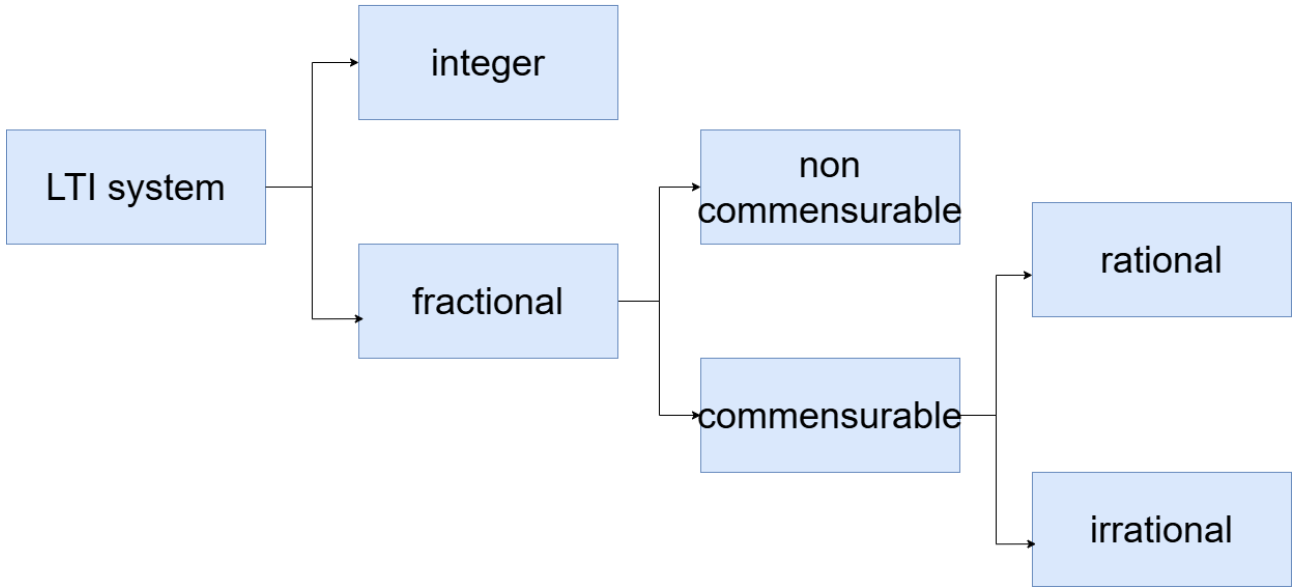 LTI system
integer
fractional
non
commensurable
commensurable
rational
irrational